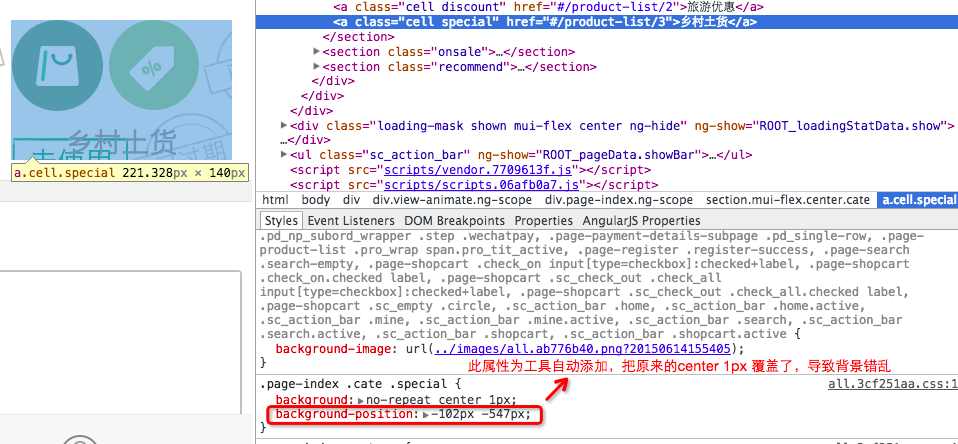 乡村土货
未使用
过期
a.cell.special 221.328px × 140px
<a class="cell discount" href="#/product-list/2">旅游优惠</a>
<a class="cell special" href="#/product-list/3">乡村土货</a>
</section>
▶<section class="onsale">…</section>
▶<section class="recommend">…</section>
</div>
</div>
</div>
▶<div class="loading-mask shown mui-flex center ng-hide" ng-show="ROOT_loadingStatData.show">
…</div>
▶<ul class="sc_action_bar" ng-show="ROOT_pageData.showBar">…</ul>
<script src="scripts/vendor.7709613f.js"></script>
<script src="scripts/scripts.06afb0a7.js"></script>
html body div div.view-animate.ng-scope div.page-index.ng-scope section.mui-flex.center.cate a.cell.special
Styles Event Listeners DOM Breakpoints Properties AngularJS Properties
.pd_np_subord_wrapper .step .wechatpay, .page-payment-details-subpage .pd_single-row, .page-
product-list .pro_wrap span.pro_tit_active, .page-register .register-success, .page-search
.search-empty, .page-shopcart .check_on input[type=checkbox]:checked+label, .page-shopcart
.check_on.checked label, .page-shopcart .sc_check_out .check_all
input[type=checkbox]:checked+label, .page-shopcart .sc_check_out .check_all.checked label,
.page-shopcart .sc_empty .circle, .sc_action_bar .home, .sc_action_bar .home.active,
.sc_action_bar .mine, .sc_action_bar .mine.active, .sc_action_bar .search, .sc_action_bar
.search.active, .sc_action_bar .shopcart, .sc_action_bar .shopcart.active {
background-image: url(../images/all.ab776b40.png?20150614155405);
}
此属性为工具自动添加，把原来的center 1px 覆盖了，导致背景错乱
.page-index .cate .special { all.3cf251aa.css:1
background:▶no-repeat center 1px;
background-position:▶-102px -547px;
}